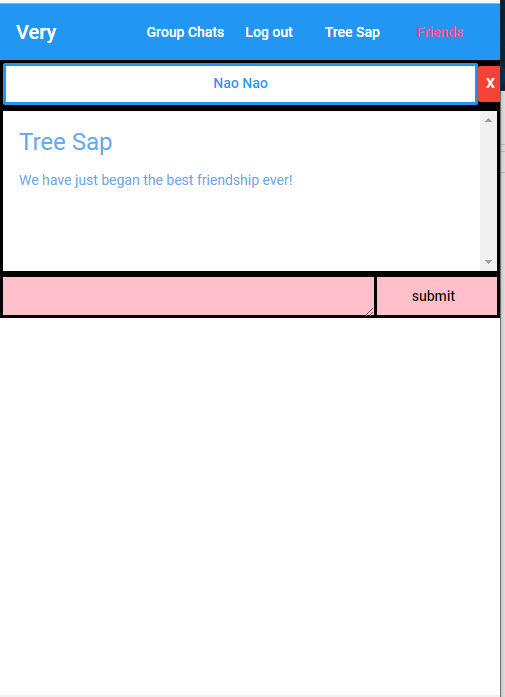 Very Group Chats Log out Tree Sap Friends
Nao Nao X
Tree Sap
We have just began the best friendship ever!
submit